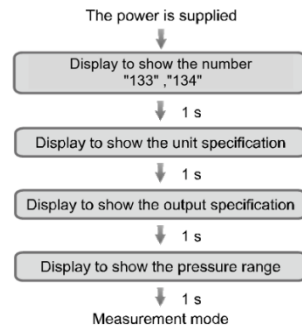 The power is supplied
Display to show the number
"133" ,"134"
1 s
Display to show the unit specification
1 s
Display to show the output specification
1 s
Display to show the pressure range
1 s
Measurement mode